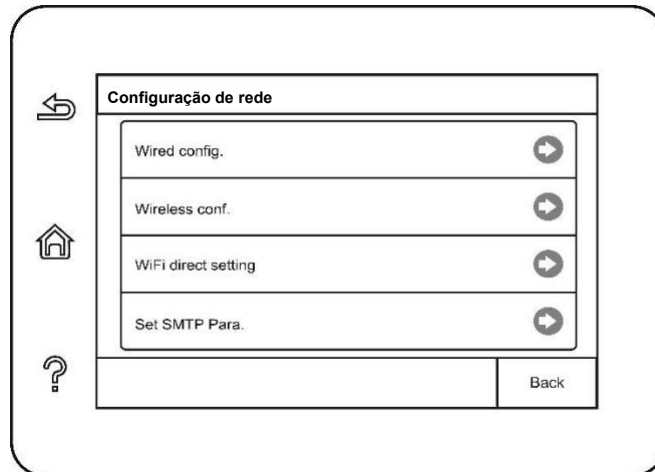 Configuração de rede
Wired config.
Wireless conf.
WiFi direct setting
Set SMTP Para.
?
Back